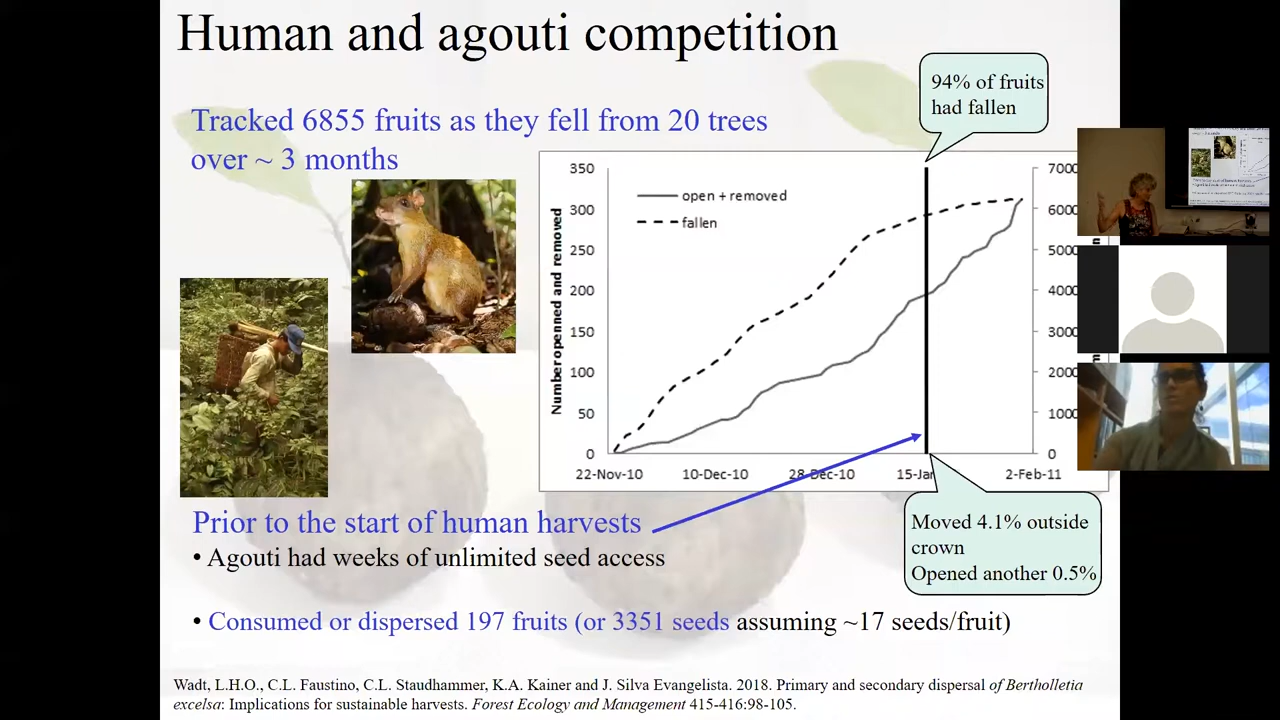 Human and agouti competition
94% of fruits
had fallen
Tracked 6855 fruits as they fell from 20 trees
over ~ 3 months
350
300
250
200
150
100
50
0
Number openned and removed
open + removed
fallen
7000
6000
5000
4000
3000
2000
1000
0
22-Nov-10
10-Dec-10
28-Dec-10
15-Jan
2-Feb-11
Prior to the start of human harvests
• Agouti had weeks of unlimited seed access
Moved 4.1% outside
crown
Opened another 0.5%
• Consumed or dispersed 197 fruits (or 3351 seeds assuming ~17 seeds/fruit)
Wadt, L.H.O., C.L. Faustino, C.L. Staudhammer, K.A. Kainer and J. Silva Evangelista. 2018. Primary and secondary dispersal of Bertholletia
excelsa: Implications for sustainable harvests. Forest Ecology and Management 415-416:98-105.